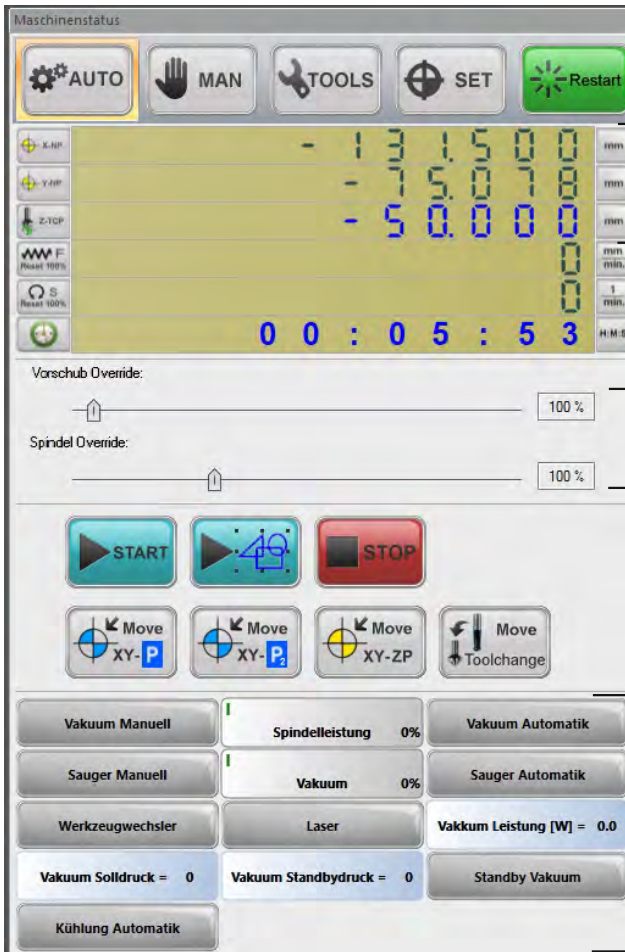 Maschinenstatus
AUTO MAN TOOLS SET Restart
X-NP - 131.500 mm
Y-NP - 75.078 mm
Z-TCP - 50.000 mm
F Reset 100% 0 mm min.
S Reset 100% 0 1 min.
00:05:53 H:M:S
Vorschub Override:
100 %
Spindel Override:
100 %
START STOP
Move Move Move Move
XY-P XY-P2 XY-ZP Toolchange
Vakuum Manuell Spindelleistung 0% Vakuum Automatik
Sauger Manuell Vakuum 0% Sauger Automatik
Werkzeugwechsler Laser Vakkum Leistung [W] = 0.0
Vakuum Solldruck = 0 Vakuum Standbydruck = 0 Standby Vakuum
Kühlung Automatik